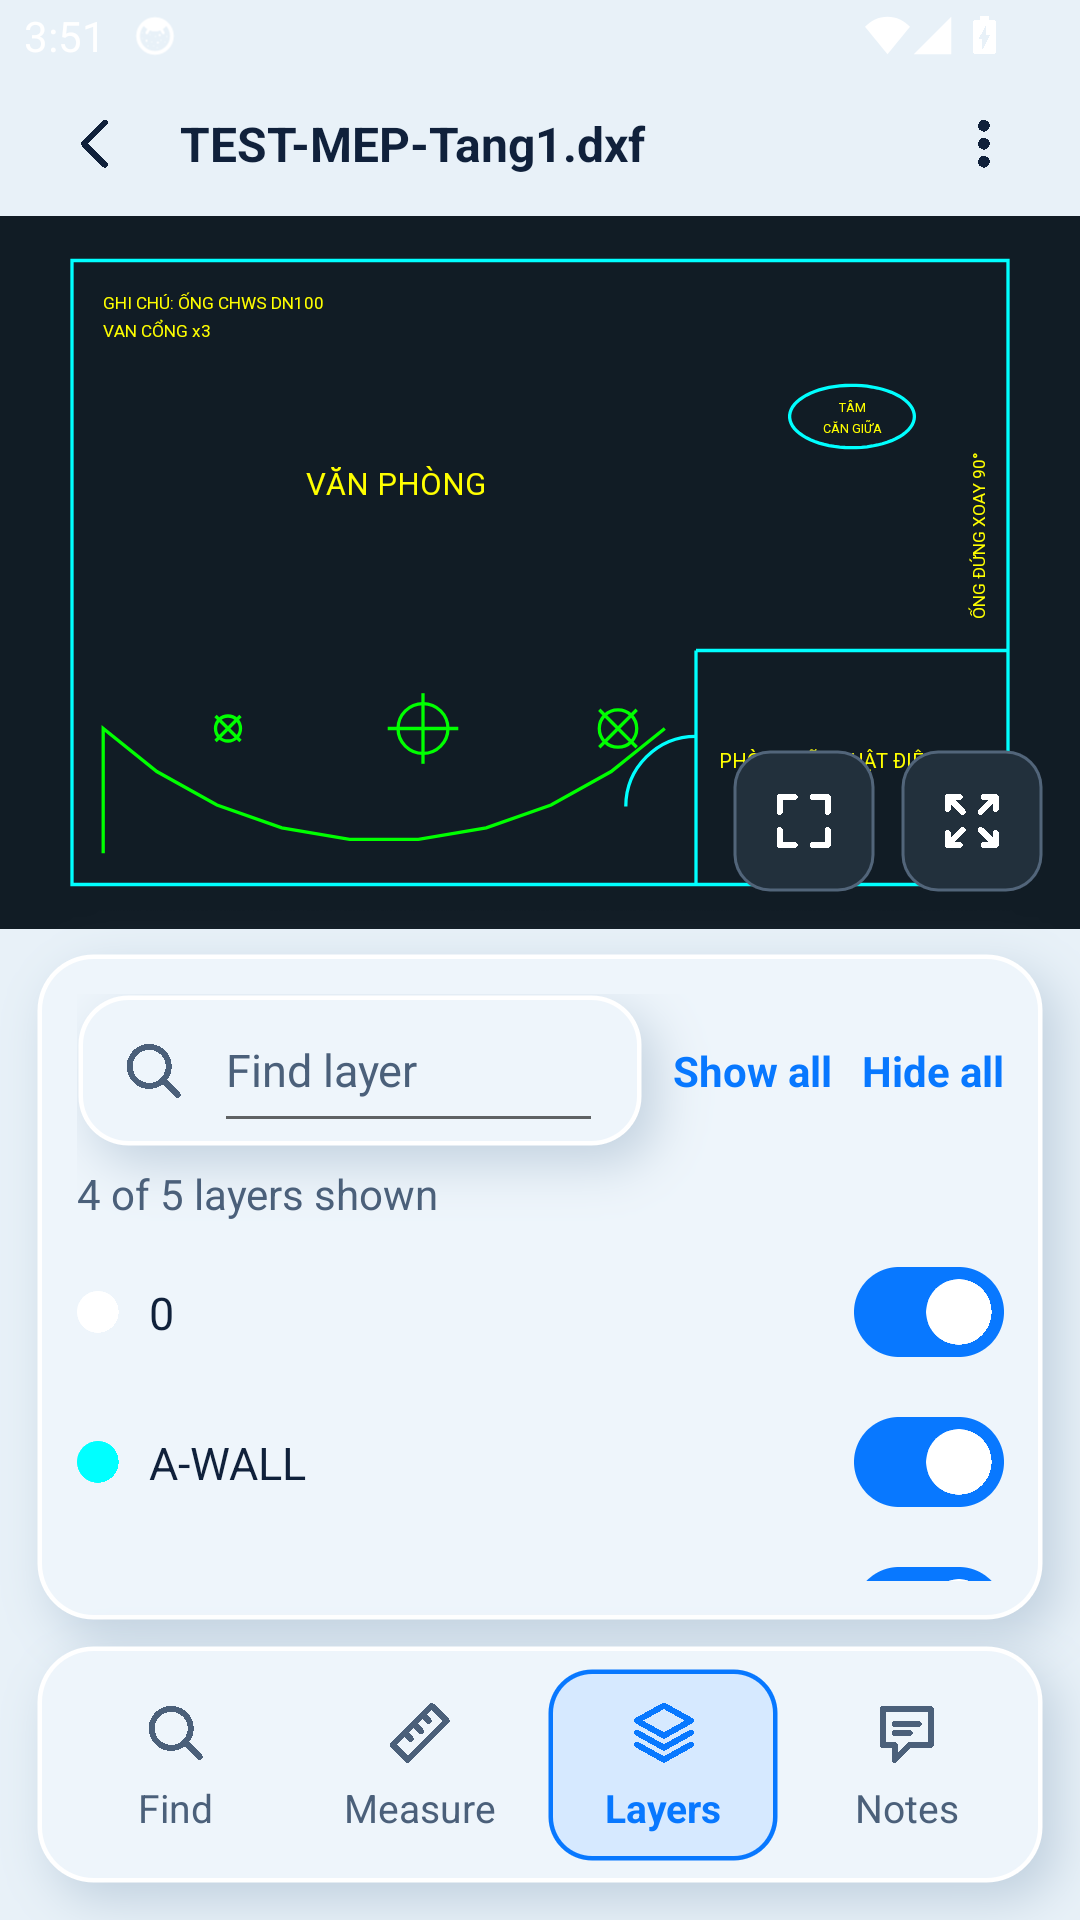 3:51
TEST-MEP-Tang1.dxf
GHI CHÚ: ỐNG CHWS DN100
VAN CỔNG x3
TÂM
CĂN GIỮA
VĂN PHÒNG
ỐNG ĐỨNG XOAY 90°
Find layer
Show all
Hide all
4 of 5 layers shown
0
A-WALL
Find
Measure
Layers
Notes